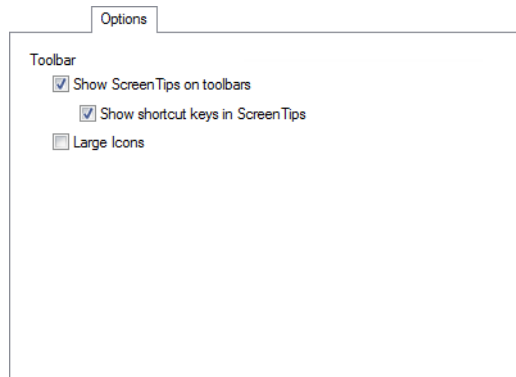 Options
Toolbar
Show ScreenTips on toolbars
Show shortcut keys in ScreenTips
Large Icons